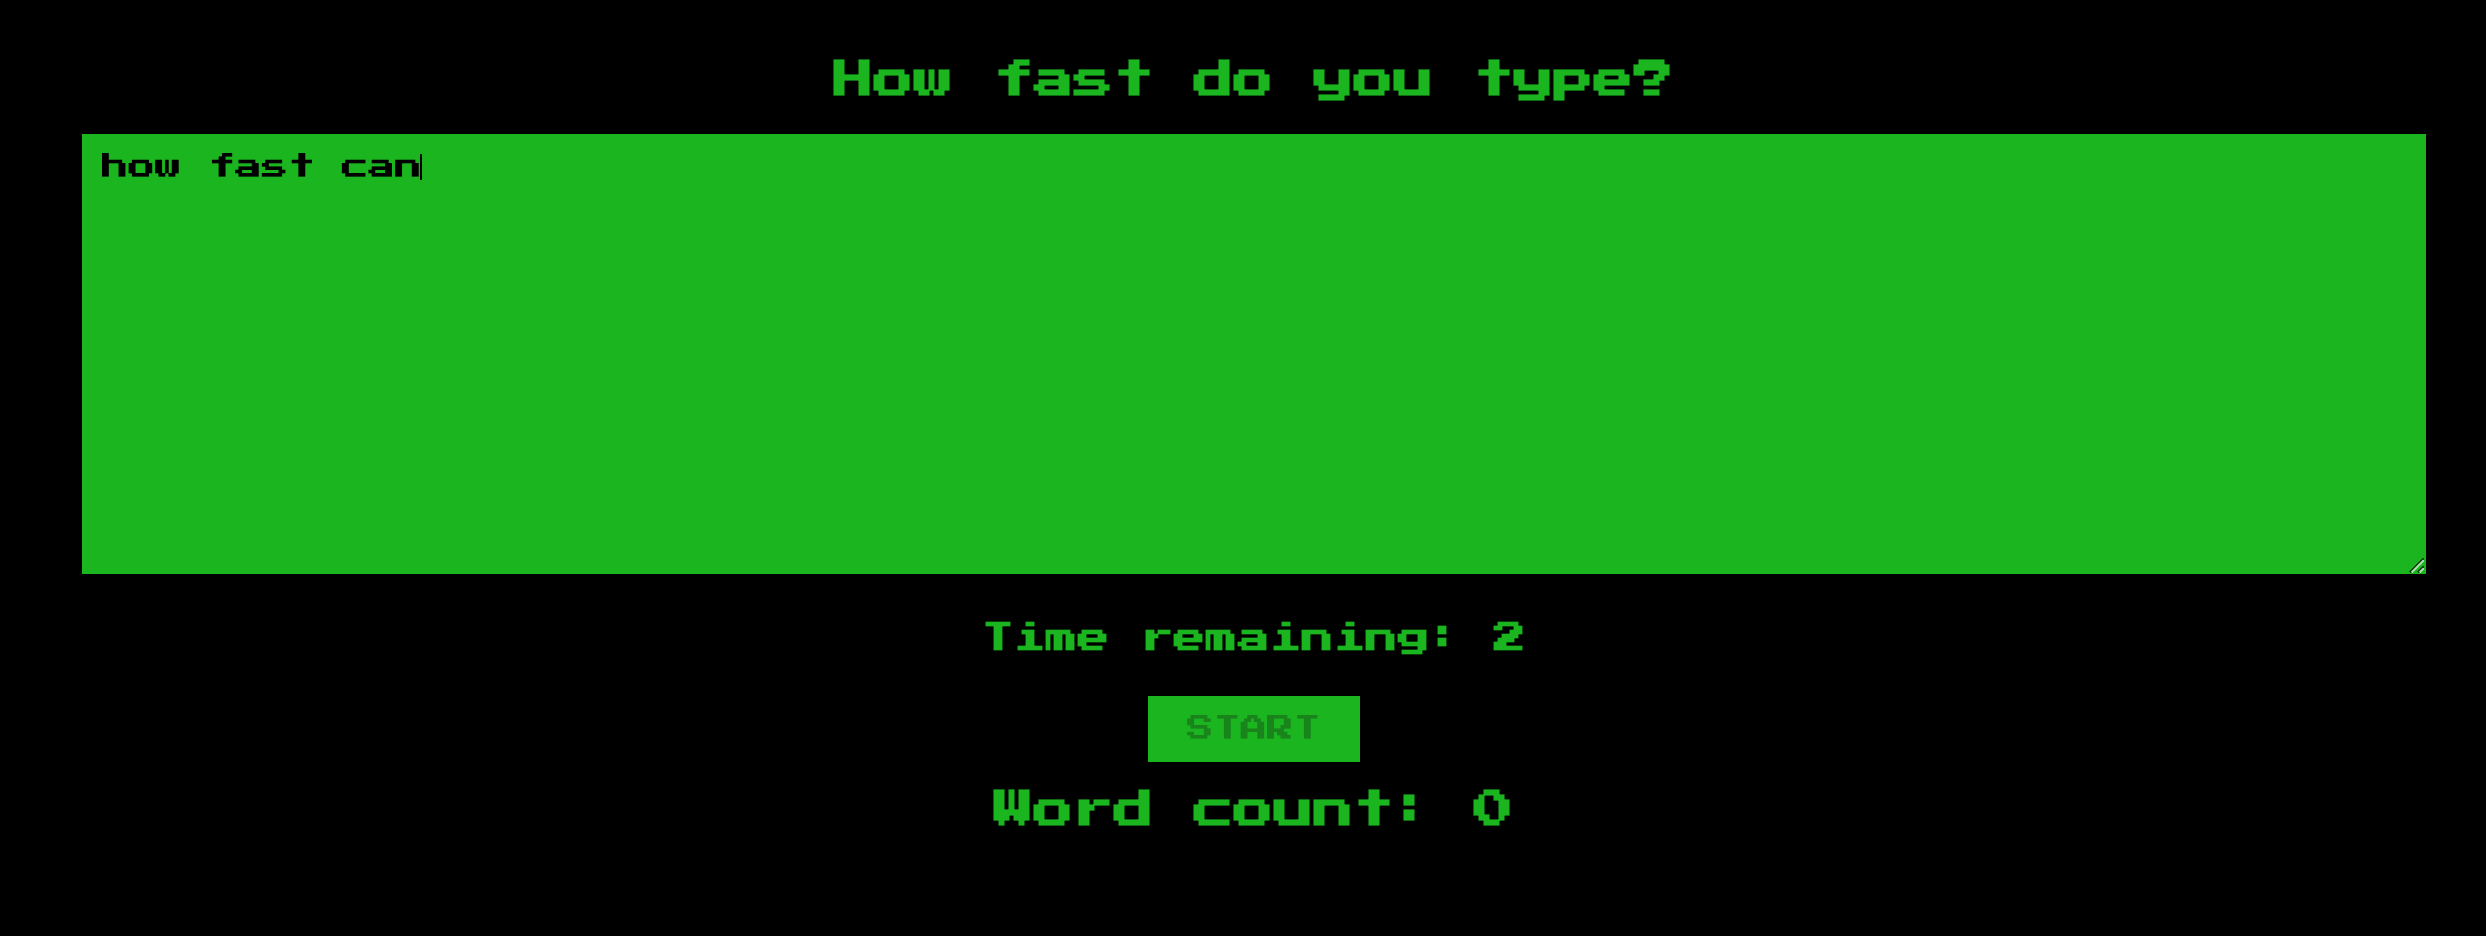 How fast do you type?
how fast can
Time remaining: 2
START
Word count: 0